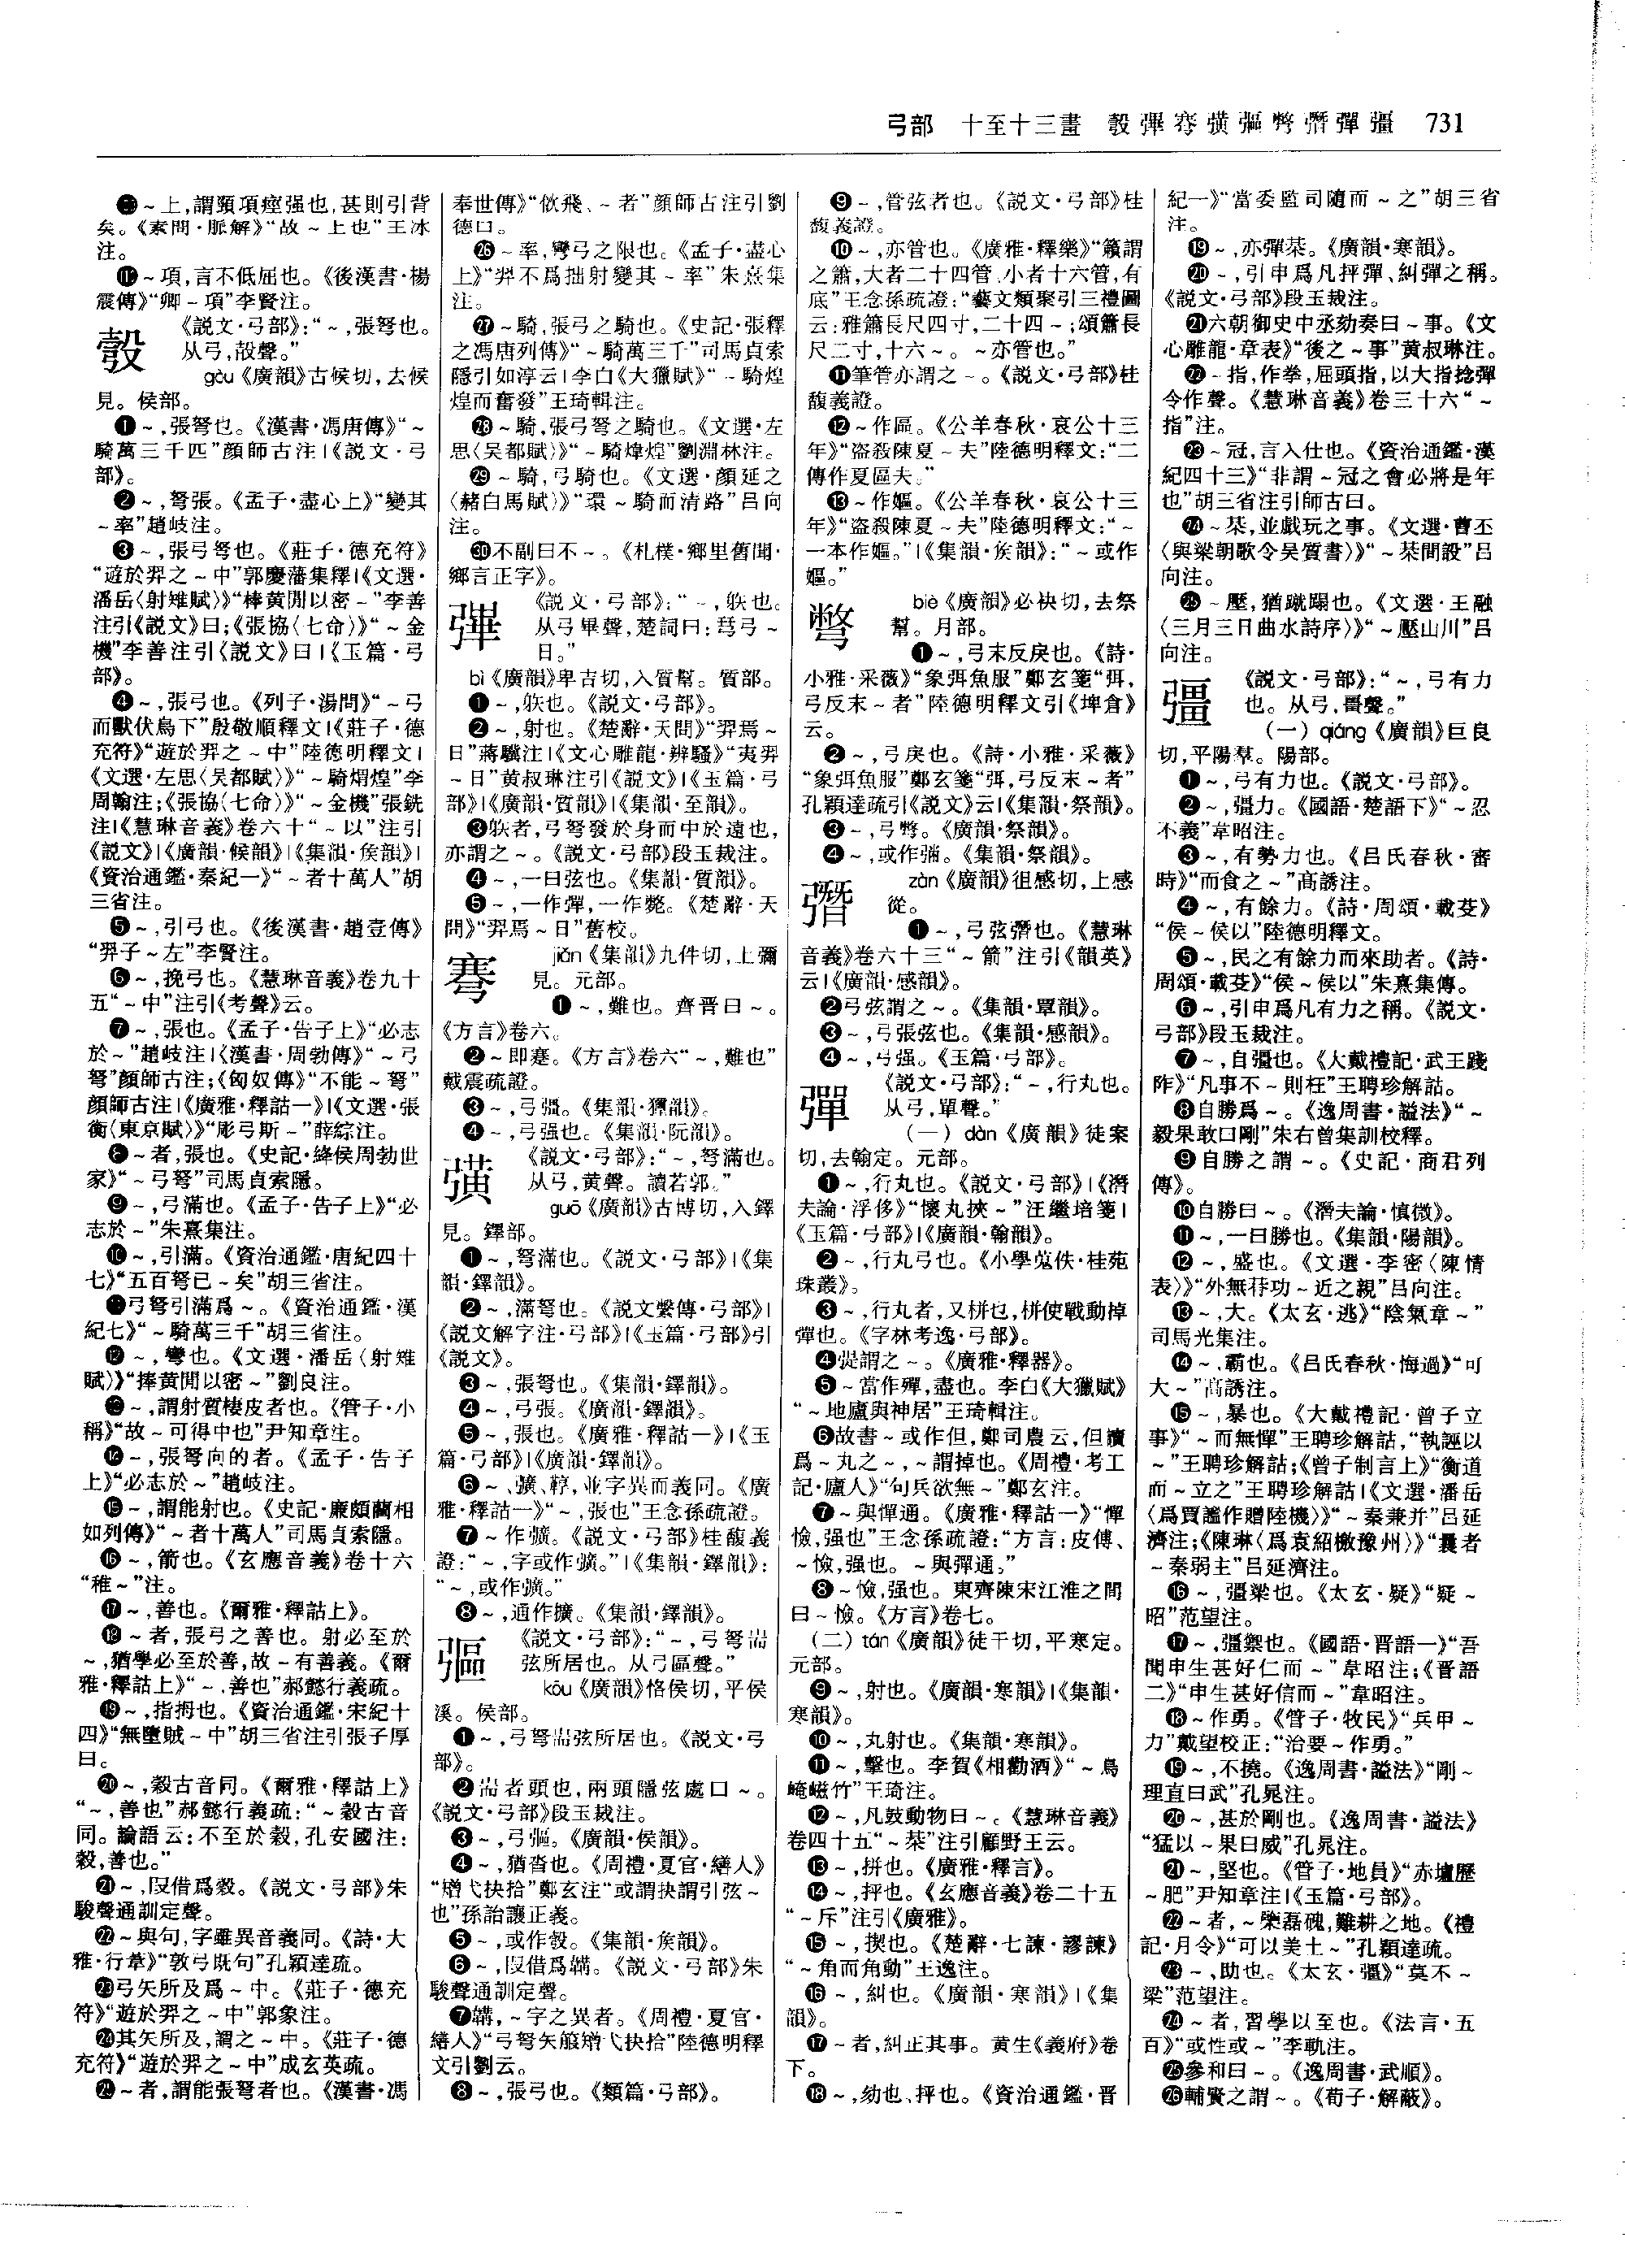 弓部　十至十三畫　彀彃㢙彉彄彆㣅彈彊　731
～上,謂頸項痙强也,甚則引背
矣。《素問·脈解》“故～上也”王冰
注。
～項,言不低屈也。《後漢書·楊
震傳》“卿～項”李賢注。
彀
《説文·弓部》:“～,張弩也。
从弓,㱿聲。”
gòu《廣韻》古候切,去候
見。侯部。
❶～,張弩也。《漢書·馮唐傳》“～
騎萬三千匹”顏師古注|《説文·弓
部》。
❷～,弩張。《孟子·盡心上》“變其
～率”趙岐注。
❸～,張弓弩也。《莊子·德充符》
“遊於羿之～中”郭慶藩集釋|《文選·
潘岳〈射雉賦〉》“捧黄閒以密～”李善
注引《説文》曰;《張協〈七命〉》“～金
機”李善注引《説文》曰|《玉篇·弓
部》。
❹～,張弓也。《列子·湯問》“～弓
而獸伏鳥下”殷敬順釋文|《莊子·德
充符》“遊於羿之～中”陸德明釋文|
《文選·左思〈吴都賦〉》“～騎熠煌”李
周翰注;《張協〈七命〉》“～金機”張銑
注|《慧琳音義》卷六十“～以”注引
《説文》|《廣韻·候韻》|《集韻·矦韻》|
《資治通鑑·秦紀一》“～者十萬人”胡
三省注。
❺～,引弓也。《後漢書·趙壹傳》
“羿子～左”李賢注。
❻～,挽弓也。《慧琳音義》卷九十
五“～中”注引《考聲》云。
❼～,張也。《孟子·告子上》“必志
於～”趙岐注|《漢書·周勃傳》“～弓
弩”顏師古注;《匈奴傳》“不能～弩”
顏師古注|《廣雅·釋詁一》|《文選·張
衡〈東京賦〉》“彫弓斯～”薛綜注。
❽～者,張也。《史記·絳侯周勃世
家》“～弓弩”司馬貞索隱。
❾～,弓滿也。《孟子·告子上》“必
志於～”朱熹集注。
❿～,引滿。《資治通鑑·唐紀四十
七》“五百弩已～矣”胡三省注。
⓫弓弩引滿爲～。《資治通鑑·漢
紀七》“～騎萬三千”胡三省注。
⓬～,彎也。《文選·潘岳〈射雉
賦〉》“捧黄閒以密～”劉良注。
⓭～,謂射質棲皮者也。《管子·小
稱》“故～可得中也”尹知章注。
⓮～,張弩向的者。《孟子·告子
上》“必志於～”趙岐注。
⓯～,謂能射也。《史記·廉頗藺相
如列傳》“～者十萬人”司馬貞索隱。
⓰～,箭也。《玄應音義》卷十六
“稚～”注。
⓱～,善也。《爾雅·釋詁上》。
⓲～者,張弓之善也。射必至於
～,猶學必至於善,故～有善義。《爾
雅·釋詁上》“～,善也”郝懿行義疏。
⓳～,指拇也。《資治通鑑·宋紀十
四》“無墮賊～中”胡三省注引張子厚
曰。
⓴～,穀古音同。《爾雅·釋詁上》
“～,善也”郝懿行義疏:“～穀古音
同。論語云:不至於穀,孔安國注:
穀,善也。”
㉑～,叚借爲穀。《説文·弓部》朱
駿聲通訓定聲。
㉒～與句,字雖異音義同。《詩·大
雅·行葦》“敦弓既句”孔穎達疏。
㉓弓矢所及爲～中。《莊子·德充
符》“遊於羿之～中”郭象注。
㉔其矢所及,謂之～中。《莊子·德
充符》“遊於羿之～中”成玄英疏。
㉕～者,謂能張弩者也。《漢書·馮
奉世傳》“佽飛、～者”顏師古注引劉
德曰。
㉖～率,彎弓之限也。《孟子·盡心
上》“羿不爲拙射變其～率”朱熹集
注。
㉗～騎,張弓之騎也。《史記·張釋
之馮唐列傳》“～騎萬三千”司馬貞索
隱引如淳云|李白《大獵賦》“～騎煌
煌而奮發”王琦輯注。
㉘～騎,張弓弩之騎也。《文選·左
思〈吴都賦〉》“～騎煒煌”劉淵林注。
㉙～騎,弓騎也。《文選·顏延之
〈赭白馬賦〉》“環～騎而清路”吕向
注。
㉚不副曰不～。《札樸·鄉里舊聞·
鄉言正字》。
彃
《説文·弓部》:“～,䠶也。
从弓畢聲,楚詞曰:䓖弓～
日。”
bì《廣韻》卑吉切,入質幫。質部。
❶～,䠶也。《説文·弓部》。
❷～,射也。《楚辭·天問》“羿焉～
日”蔣驥注|《文心雕龍·辨騷》“夷羿
～日”黄叔琳注引《説文》|《玉篇·弓
部》|《廣韻·質韻》|《集韻·至韻》。
❸䠶者,弓弩發於身而中於遠也,
亦謂之～。《説文·弓部》段玉裁注。
❹～,一曰弦也。《集韻·質韻》。
❺～,一作彈,一作斃。《楚辭·天
問》“羿焉～日”舊校。
㢙
jiǎn《集韻》九件切,上獮
見。元部。
❶～,難也。齊晉曰～。
《方言》卷六。
❷～即蹇。《方言》卷六“～,難也”
戴震疏證。
❸～,弓彊。《集韻·獮韻》。
❹～,弓强也。《集韻·阮韻》。
彉
《説文·弓部》:“～,弩滿也。
从弓,黄聲。讀若郭。”
guō《廣韻》古博切,入鐸
見。鐸部。
❶～,弩滿也。《説文·弓部》|《集
韻·鐸韻》。
❷～,滿弩也。《説文繫傳·弓部》|
《説文解字注·弓部》|《玉篇·弓部》引
《説文》。
❸～,張弩也。《集韻·鐸韻》。
❹～,弓張。《廣韻·鐸韻》。
❺～,張也。《廣雅·釋詁一》|《玉
篇·弓部》|《廣韻·鐸韻》。
❻～、彍、𩏡,並字異而義同。《廣
雅·釋詁一》“～,張也”王念孫疏證。
❼～作彍。《説文·弓部》桂馥義
證:“～,字或作彍。”|《集韻·鐸韻》:
“～,或作彍。”
❽～,通作擴。《集韻·鐸韻》。
彄
《説文·弓部》:“～,弓弩耑
弦所居也。从弓區聲。”
kōu《廣韻》恪侯切,平侯
溪。侯部。
❶～,弓弩耑弦所居也。《説文·弓
部》。
❷耑者頭也,兩頭隱弦處曰～。
《説文·弓部》段玉裁注。
❸～,弓彄。《廣韻·侯韻》。
❹～,猶沓也。《周禮·夏官·繕人》
“矰弋抉拾”鄭玄注“或謂抉謂引弦～
也”孫詒讓正義。
❺～,或作㲄。《集韻·矦韻》。
❻～,叚借爲韝。《説文·弓部》朱
駿聲通訓定聲。
❼韝,～字之異者。《周禮·夏官·
繕人》“弓弩矢箙矰弋抉拾”陸德明釋
文引劉云。
❽～,張弓也。《類篇·弓部》。
❾～,管弦者也。《説文·弓部》桂
馥義證。
❿～,亦管也。《廣雅·釋樂》“籟謂
之簫,大者二十四管,小者十六管,有
底”王念孫疏證:“藝文類聚引三禮圖
云:雅簫長尺四寸,二十四～;頌簫長
尺二寸,十六～。～亦管也。”
⓫筆管亦謂之～。《説文·弓部》桂
馥義證。
⓬～作區。《公羊春秋·哀公十三
年》“盗殺陳夏～夫”陸德明釋文:“二
傳作夏區夫。”
⓭～作嫗。《公羊春秋·哀公十三
年》“盗殺陳夏～夫”陸德明釋文:“～
一本作嫗。”|《集韻·矦韻》:“～或作
嫗。”
彆
biè《廣韻》必袂切,去祭
幫。月部。
❶～,弓末反戾也。《詩·
小雅·采薇》“象弭魚服”鄭玄箋“弭,
弓反末～者”陸德明釋文引《埤倉》
云。
❷～,弓戾也。《詩·小雅·采薇》
“象弭魚服”鄭玄箋“弭,弓反末～者”
孔穎達疏引《説文》云|《集韻·祭韻》。
❸～,弓彆。《廣韻·祭韻》。
❹～,或作㢼。《集韻·祭韻》。
㣅
zàn《廣韻》徂感切,上感
從。
❶～,弓弦㣅也。《慧琳
音義》卷六十三“～箭”注引《韻英》
云|《廣韻·感韻》。
❷弓弦謂之～。《集韻·覃韻》。
❸～,弓張弦也。《集韻·感韻》。
❹～,弓强。《玉篇·弓部》。
彈
《説文·弓部》:“～,行丸也。
从弓,單聲。”
(一) dàn《廣韻》徒案
切,去翰定。元部。
❶～,行丸也。《説文·弓部》|《潛
夫論·浮侈》“懷丸挾～”汪繼培箋|
《玉篇·弓部》|《廣韻·翰韻》。
❷～,行丸弓也。《小學蒐佚·桂苑
珠叢》。
❸～,行丸者,又栟也,栟使戰動掉
彈也。《字林考逸·弓部》。
❹㩉謂之～。《廣雅·釋器》。
❺～當作殫,盡也。李白《大獵賦》
“～地廬與神居”王琦輯注。
❻故書～或作但,鄭司農云,但讀
爲～丸之～,～謂掉也。《周禮·考工
記·廬人》“句兵欲無～”鄭玄注。
❼～與憚通。《廣雅·釋詁一》“憚
憸,强也”王念孫疏證:“方言:皮傅、
～憸,强也。～與彈通。”
❽～憸,强也。東齊陳宋江淮之間
曰～憸。《方言》卷七。
(二) tán《廣韻》徒干切,平寒定。
元部。
❾～,射也。《廣韻·寒韻》|《集韻·
寒韻》。
❿～,丸射也。《集韻·寒韻》。
⓫～,擊也。李賀《相勸酒》“～烏
崦嵫竹”王琦注。
⓬～,凡鼓動物曰～。《慧琳音義》
卷四十五“～棊”注引顧野王云。
⓭～,拼也。《廣雅·釋言》。
⓮～,抨也。《玄應音義》卷二十五
“～斥”注引《廣雅》。
⓯～,揳也。《楚辭·七諫·謬諫》
“～角而角動”王逸注。
⓰～,糾也。《廣韻·寒韻》|《集
韻》。
⓱～者,糾正其事。黄生《義府》卷
下。
⓲～,劾也、抨也。《資治通鑑·晉
紀一》“當委監司隨而～之”胡三省
注。
⓳～,亦彈棊。《廣韻·寒韻》。
⓴～,引申爲凡抨彈、糾彈之稱。
《説文·弓部》段玉裁注。
㉑六朝御史中丞劾奏曰～事。《文
心雕龍·章表》“後之～事”黄叔琳注。
㉒～指,作拳,屈頭指,以大指捻彈
令作聲。《慧琳音義》卷三十六“～
指”注。
㉓～冠,言入仕也。《資治通鑑·漢
紀四十三》“非謂～冠之會必將是年
也”胡三省注引師古曰。
㉔～棊,並戲玩之事。《文選·曹丕
〈與梁朝歌令吴質書〉》“～棊間設”吕
向注。
㉕～壓,猶蹴蹋也。《文選·王融
〈三月三日曲水詩序〉》“～壓山川”吕
向注。
彊
《説文·弓部》:“～,弓有力
也。从弓,畺聲。”
(一) qiáng《廣韻》巨良
切,平陽羣。陽部。
❶～,弓有力也。《説文·弓部》。
❷～,彊力。《國語·楚語下》“～忍
不義”韋昭注。
❸～,有勢力也。《吕氏春秋·審
時》“而食之～”高誘注。
❹～,有餘力。《詩·周頌·載芟》
“侯～侯以”陸德明釋文。
❺～,民之有餘力而來助者。《詩·
周頌·載芟》“侯～侯以”朱熹集傳。
❻～,引申爲凡有力之稱。《説文·
弓部》段玉裁注。
❼～,自彊也。《大戴禮記·武王踐
阼》“凡事不～則枉”王聘珍解詁。
❽自勝爲～。《逸周書·謚法》“～
毅果敢曰剛”朱右曾集訓校釋。
❾自勝之謂～。《史記·商君列
傳》。
❿自勝曰～。《潛夫論·慎微》。
⓫～,一曰勝也。《集韻·陽韻》。
⓬～,盛也。《文選·李密〈陳情
表〉》“外無朞功～近之親”吕向注。
⓭～,大。《太玄·逃》“陰氣章～”
司馬光集注。
⓮～,霸也。《吕氏春秋·悔過》“可
大～”高誘注。
⓯～,暴也。《大戴禮記·曾子立
事》“～而無憚”王聘珍解詁,“執誣以
～”王聘珍解詁;《曾子制言上》“衡道
而～立之”王聘珍解詁|《文選·潘岳
〈爲賈謐作贈陸機〉》“～秦兼并”吕延
濟注;《陳琳〈爲袁紹檄豫州〉》“曩者
～秦弱主”吕延濟注。
⓰～,彊梁也。《太玄·疑》“疑～
昭”范望注。
⓱～,彊禦也。《國語·晋語一》“吾
聞申生甚好仁而～”韋昭注;《晋語
二》“申生甚好信而～”韋昭注。
⓲～作勇。《管子·牧民》“兵甲～
力”戴望校正:“治要～作勇。”
⓳～,不撓。《逸周書·謚法》“剛～
理直曰武”孔晁注。
⓴～,甚於剛也。《逸周書·謚法》
“猛以～果曰威”孔晁注。
㉑～,堅也。《管子·地員》“赤壚歷
～肥”尹知章注|《玉篇·弓部》。
㉒～者,～檃磊磈,難耕之地。《禮
記·月令》“可以美土～”孔穎達疏。
㉓～,助也。《太玄·彊》“莫不～
梁”范望注。
㉔～者,習學以至也。《法言·五
百》“或性或～”李軌注。
㉕參和曰～。《逸周書·武順》。
㉖輔賢之謂～。《荀子·解蔽》。